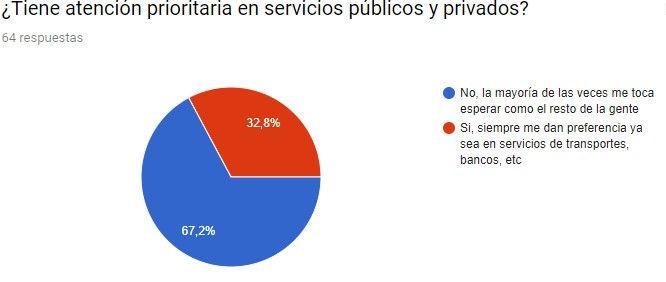 ¿Tiene atención prioritaria en servicios públicos y privados?
64 respuestas
No, la mayoría de las veces me toca
esperar como el resto de la gente
Si, siempre me dan preferencia ya
sea en servicios de transportes,
bancos, etc
32,8%
67,2%